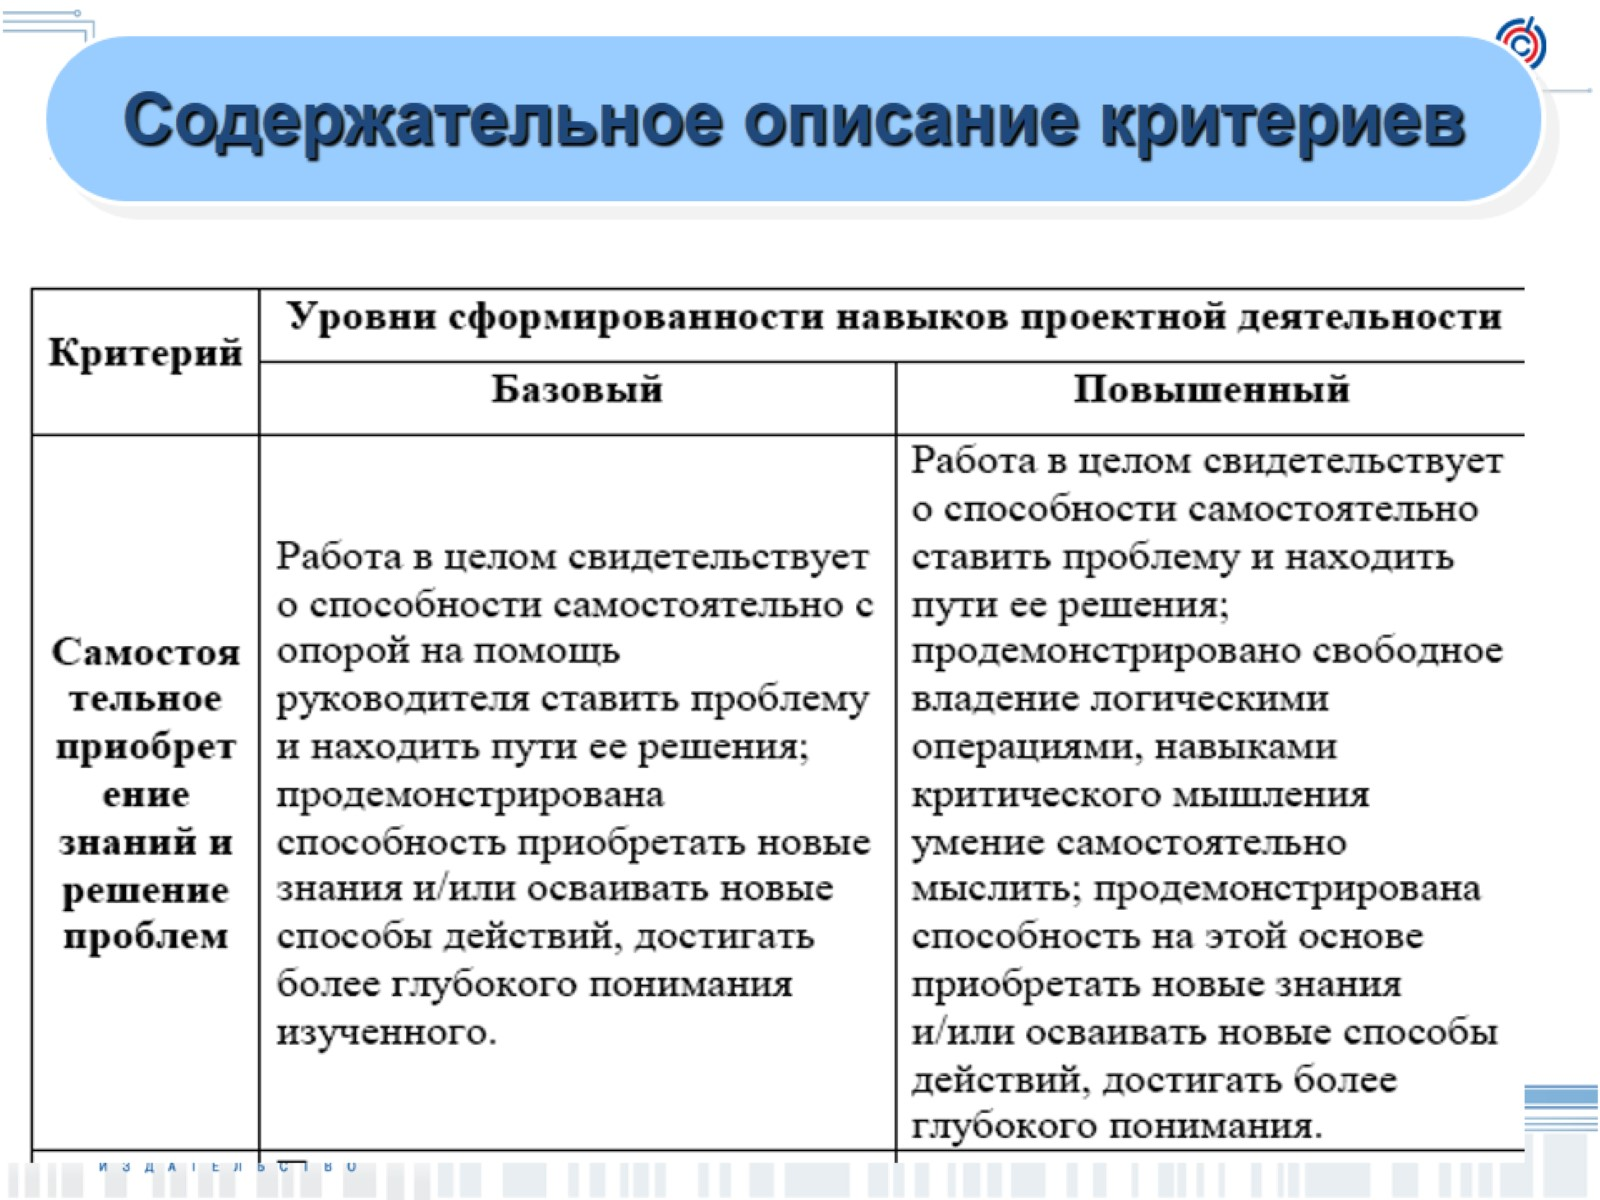 Содержательное описание критериев
Критерий
Уровни сформированности навыков проектной деятельности
Базовый
Повышенный
Самостоя
тельное
приобрет
ение
знаний и
решение
проблем
Работа в целом свидетельствует
о способности самостоятельно с
опорой на помощь
руководителя ставить проблему
и находить пути ее решения;
продемонстрирована
способность приобретать новые
знания и/или осваивать новые
способы действий, достигать
более глубокого понимания
изученного.
Работа в целом свидетельствует
о способности самостоятельно
ставить проблему и находить
пути ее решения;
продемонстрировано свободное
владение логическими
операциями, навыками
критического мышления
умение самостоятельно
мыслить; продемонстрирована
способность на этой основе
приобретать новые знания
и/или осваивать новые способы
действий, достигать более
глубокого понимания.
ИЗДАТЕЛЬСТВО